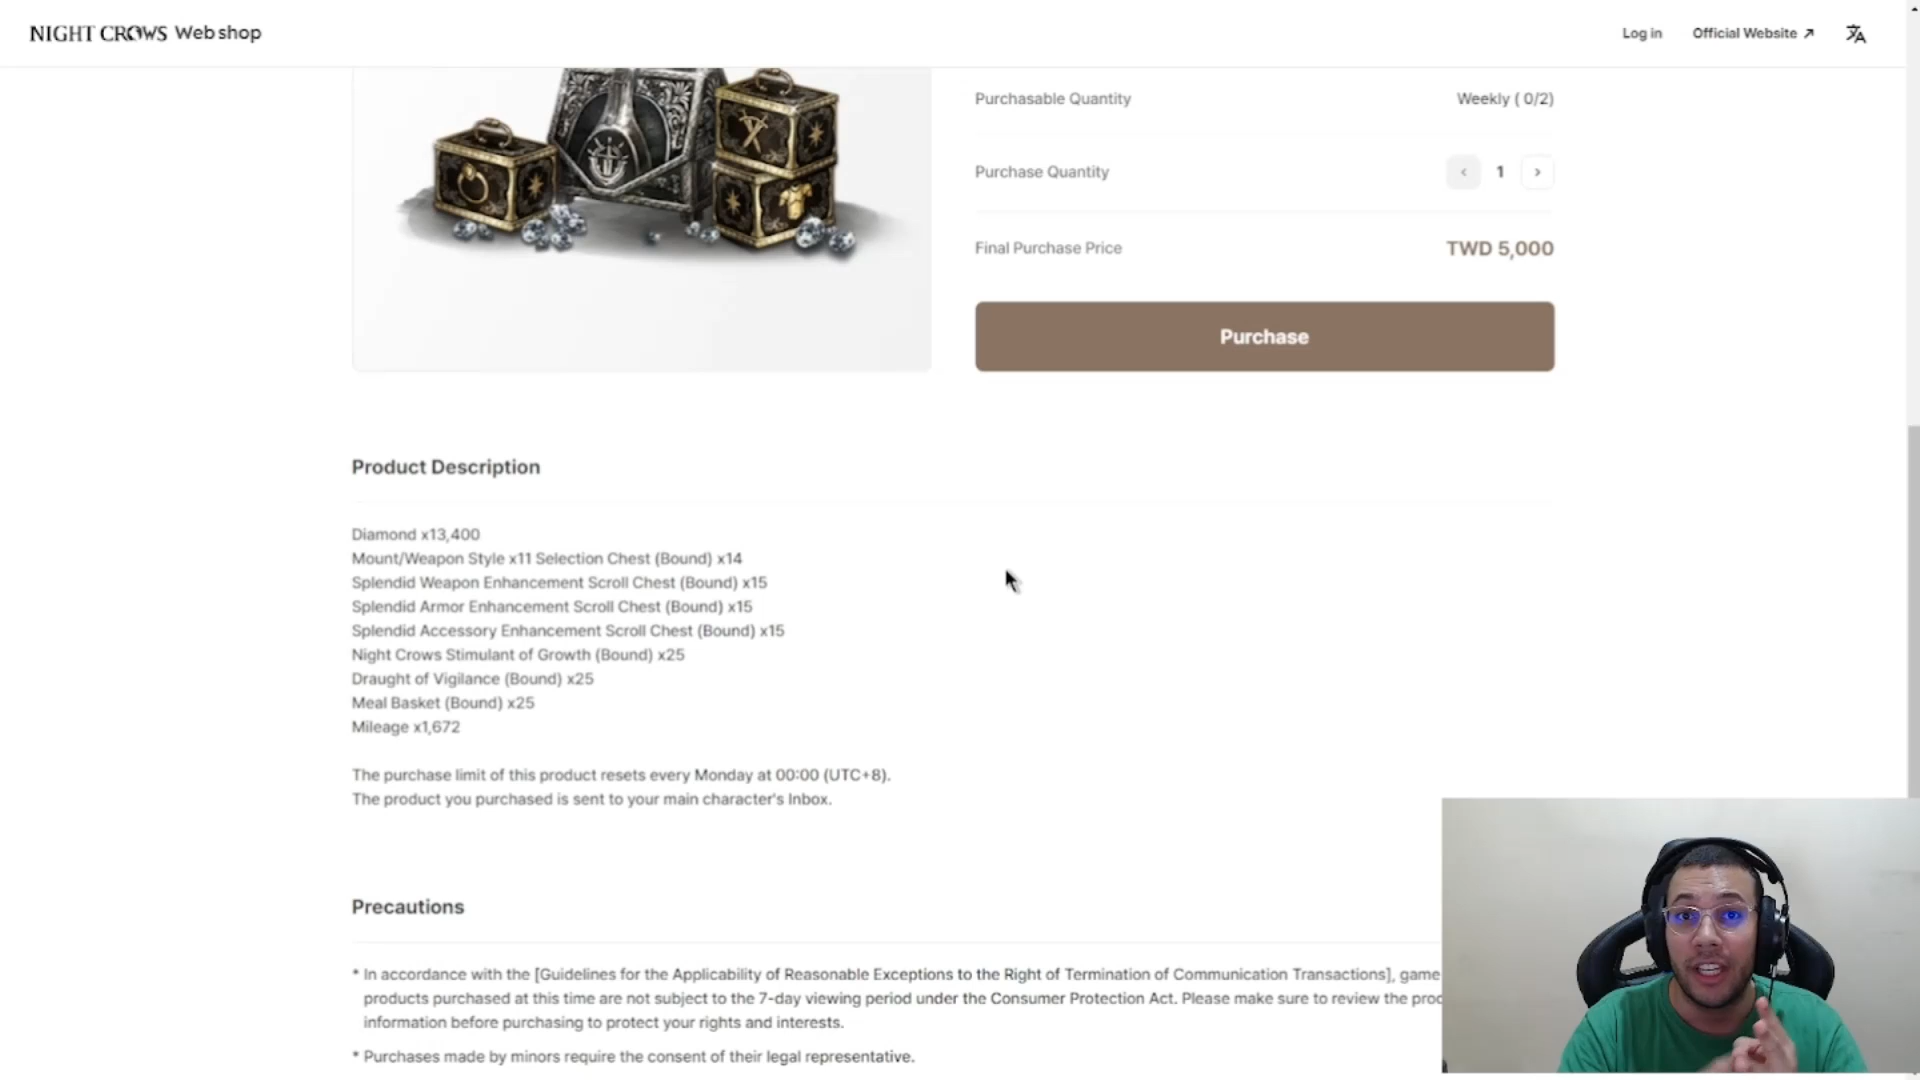 NIGHT CROWS Web shop
Log in
Official Website
Purchasable Quantity
Weekly ( 0/2)
Purchase Quantity
1
Final Purchase Price
TWD 5,000
Purchase
Product Description
Diamond x13,400
Mount/Weapon Style x11 Selection Chest (Bound) x14
Splendid Weapon Enhancement Scroll Chest (Bound) x15
Splendid Armor Enhancement Scroll Chest (Bound) x15
Splendid Accessory Enhancement Scroll Chest (Bound) x15
Night Crows Stimulant of Growth (Bound) x25
Draught of Vigilance (Bound) x25
Meal Basket (Bound) x25
Mileage x1,672
The purchase limit of this product resets every Monday at 00:00 (UTC+8).
The product you purchased is sent to your main character's Inbox.
Precautions
* In accordance with the [Guidelines for the Applicability of Reasonable Exceptions to the Right of Termination of Communication Transactions], game
products purchased at this time are not subject to the 7-day viewing period under the Consumer Protection Act. Please make sure to review the
information before purchasing to protect your rights and interests.
* Purchases made by minors require the consent of their legal representative.